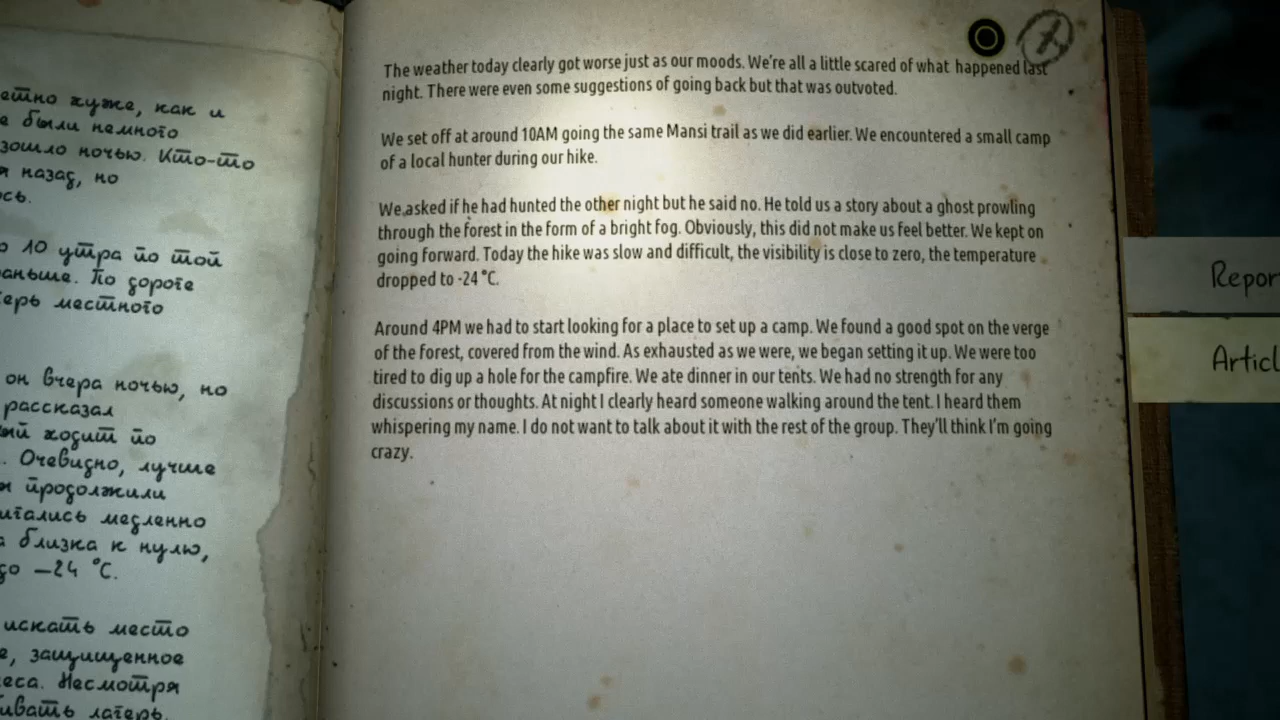 хуже, как и
были немного
ночью. Кто-то
назад, но
10 утра по той
По дороге
местного
он вчера ночью, но
рассказал
ходит по
Очевидно, лучше
продолжили
медленно
близка к нулю,
до —24 °C.
искать место
защищенное
Несмотря
лагерь.
The weather today clearly got worse just as our moods. We're all a little scared of what happened last
night. There were even some suggestions of going back but that was outvoted.
We set off at around 10AM going the same Mansi trail as we did earlier. We encountered a small camp
of a local hunter during our hike.
We asked if he had hunted the other night but he said no. He told us a story about a ghost prowling
through the forest in the form of a bright fog. Obviously, this did not make us feel better. We kept on
going forward. Today the hike was slow and difficult, the visibility is close to zero, the temperature
dropped to -24 °C.
Around 4PM we had to start looking for a place to set up a camp. We found a good spot on the verge
of the forest, covered from the wind. As exhausted as we were, we began setting it up. We were too
tired to dig up a hole for the campfire. We ate dinner in our tents. We had no strength for any
discussions or thoughts. At night I clearly heard someone walking around the tent. I heard them
whispering my name. I do not want to talk about it with the rest of the group. They'll think I'm going
crazy.